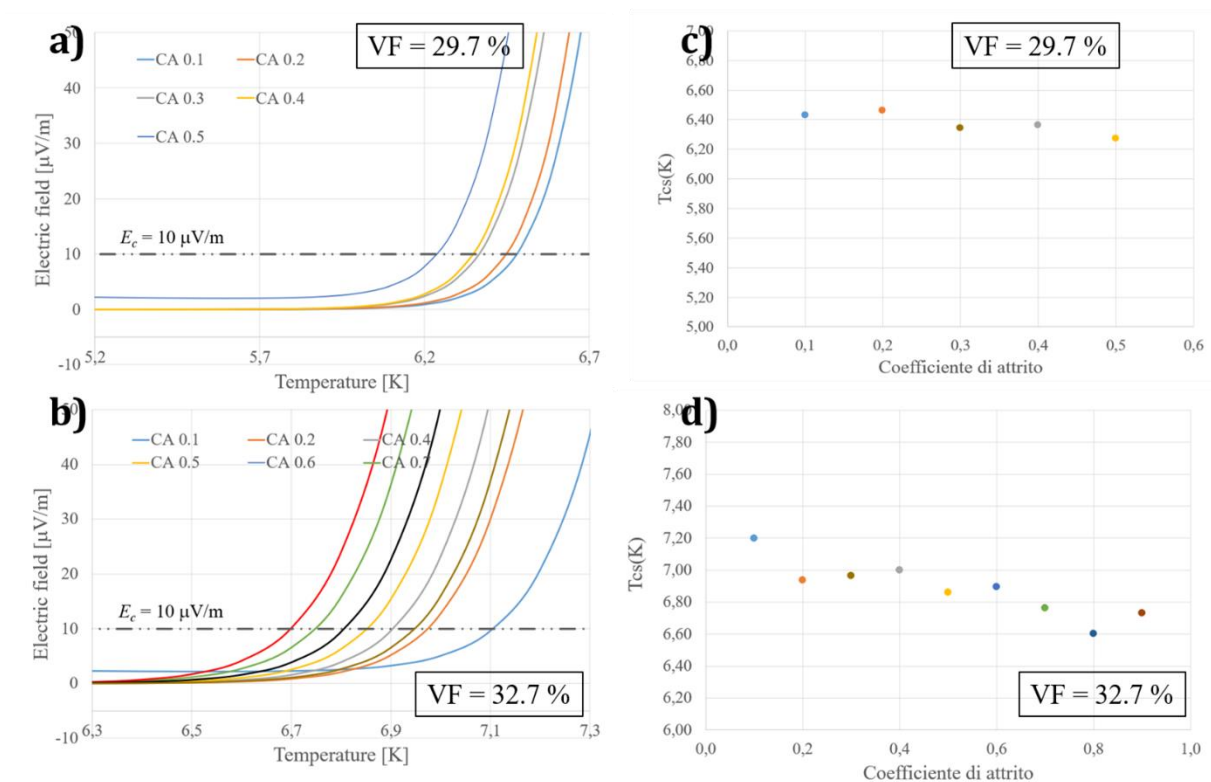 a)
VF = 29.7 %
CA 0.1 CA 0.2
CA 0.3 CA 0.4
CA 0.5
50
40
30
20
10
0
-10
Electric field [µV/m]
E_c = 10 µV/m
5,2 5,7 6,2 6,7
Temperature [K]
c)
VF = 29.7 %
7,00
6,80
6,60
6,40
6,20
6,00
5,80
5,60
5,40
5,20
5,00
Tcs(K)
0,0 0,1 0,2 0,3 0,4 0,5 0,6
Coefficiente di attrito
b)
CA 0.1 CA 0.2 CA 0.4
CA 0.5 CA 0.6 CA 0.7
50
40
30
20
10
0
-10
Electric field [µV/m]
E_c = 10 µV/m
VF = 32.7 %
6,3 6,5 6,7 6,9 7,1 7,3
Temperature [K]
d)
8,00
7,80
7,60
7,40
7,20
7,00
6,80
6,60
6,40
6,20
6,00
Tcs(K)
VF = 32.7 %
0,0 0,2 0,4 0,6 0,8 1,0
Coefficiente di attrito